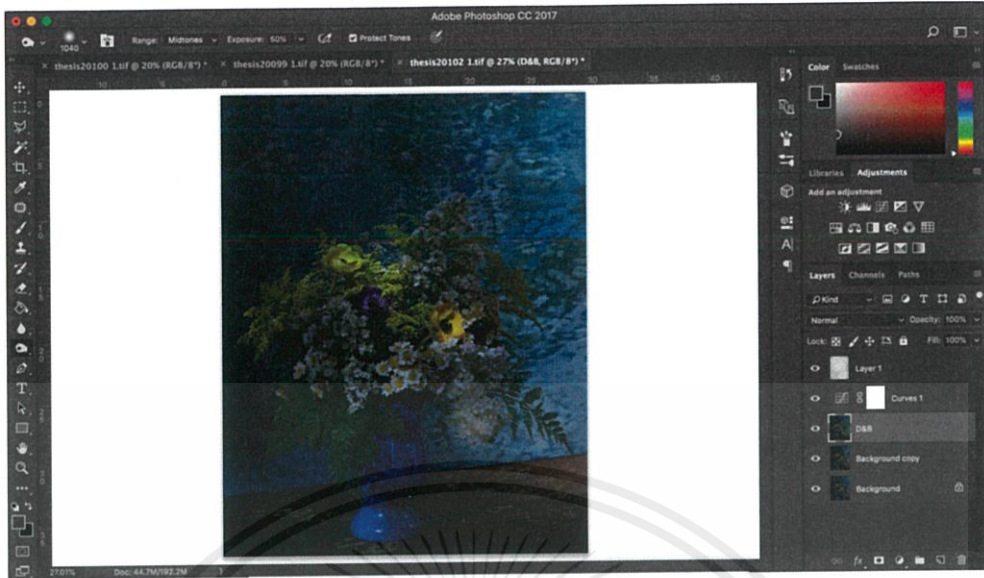 Adobe Photoshop CC 2017
1040 Range: Midtones Exposure: 50% Protect Tones
× thesis20100 1.tif @ 20% (RGB/8*) * × thesis20099 1.tif @ 20% (RGB/8*) * × thesis20102 1.tif @ 27% (D&B, RGB/8*) *
Color Swatches
Libraries Adjustments
Add an adjustment
Layers Channels Paths
Kind
Normal Opacity: 100%
Lock: Fill: 100%
Layer 1
Curves 1
D&B
Background copy
Background
27.01% Doc: 44.7M/192.2M